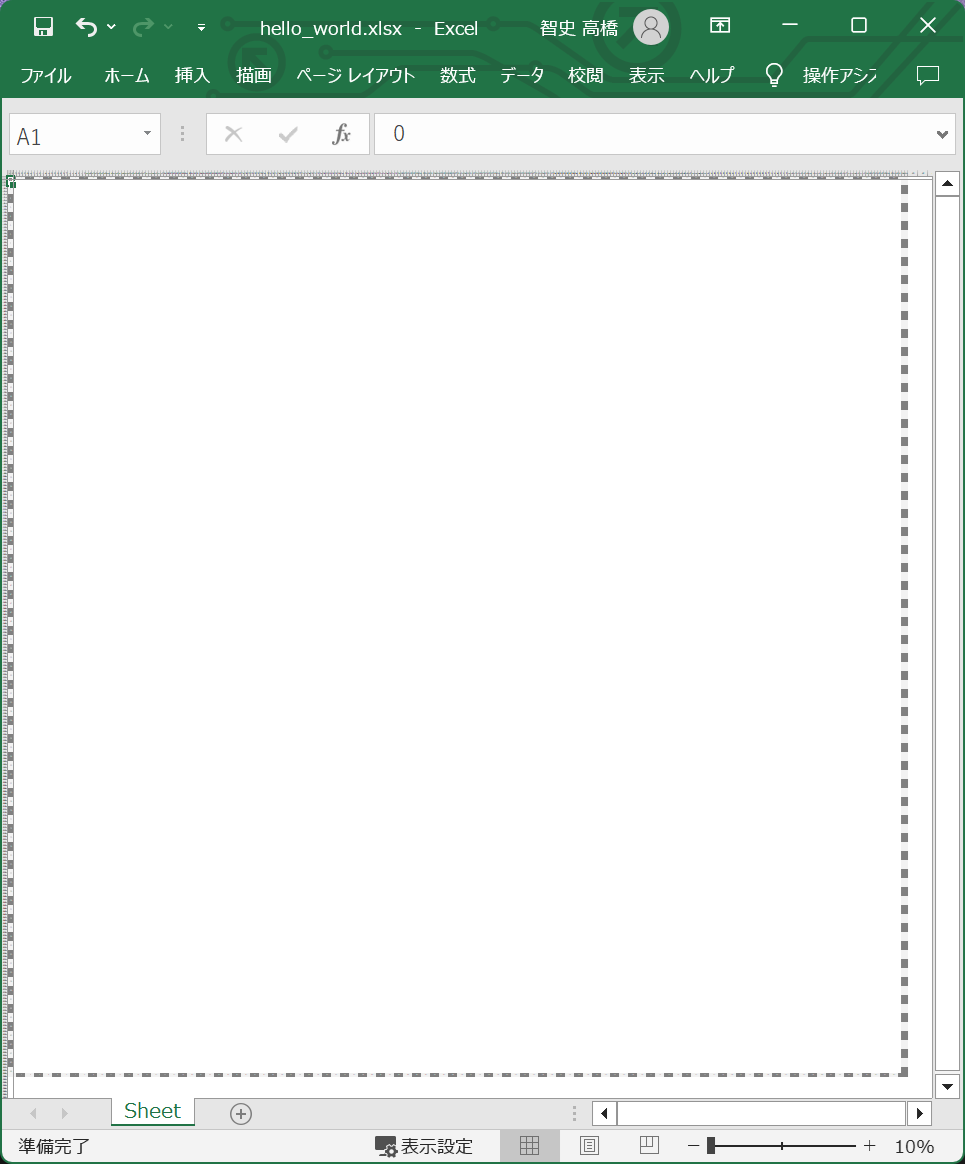 hello_world.xlsx - Excel 智史 高橋
ファイル ホーム 挿入 描画 ページ レイアウト 数式 データ 校閲 表示 ヘルプ 操作アシス
A1 fx 0
Sheet
準備完了 表示設定 10%